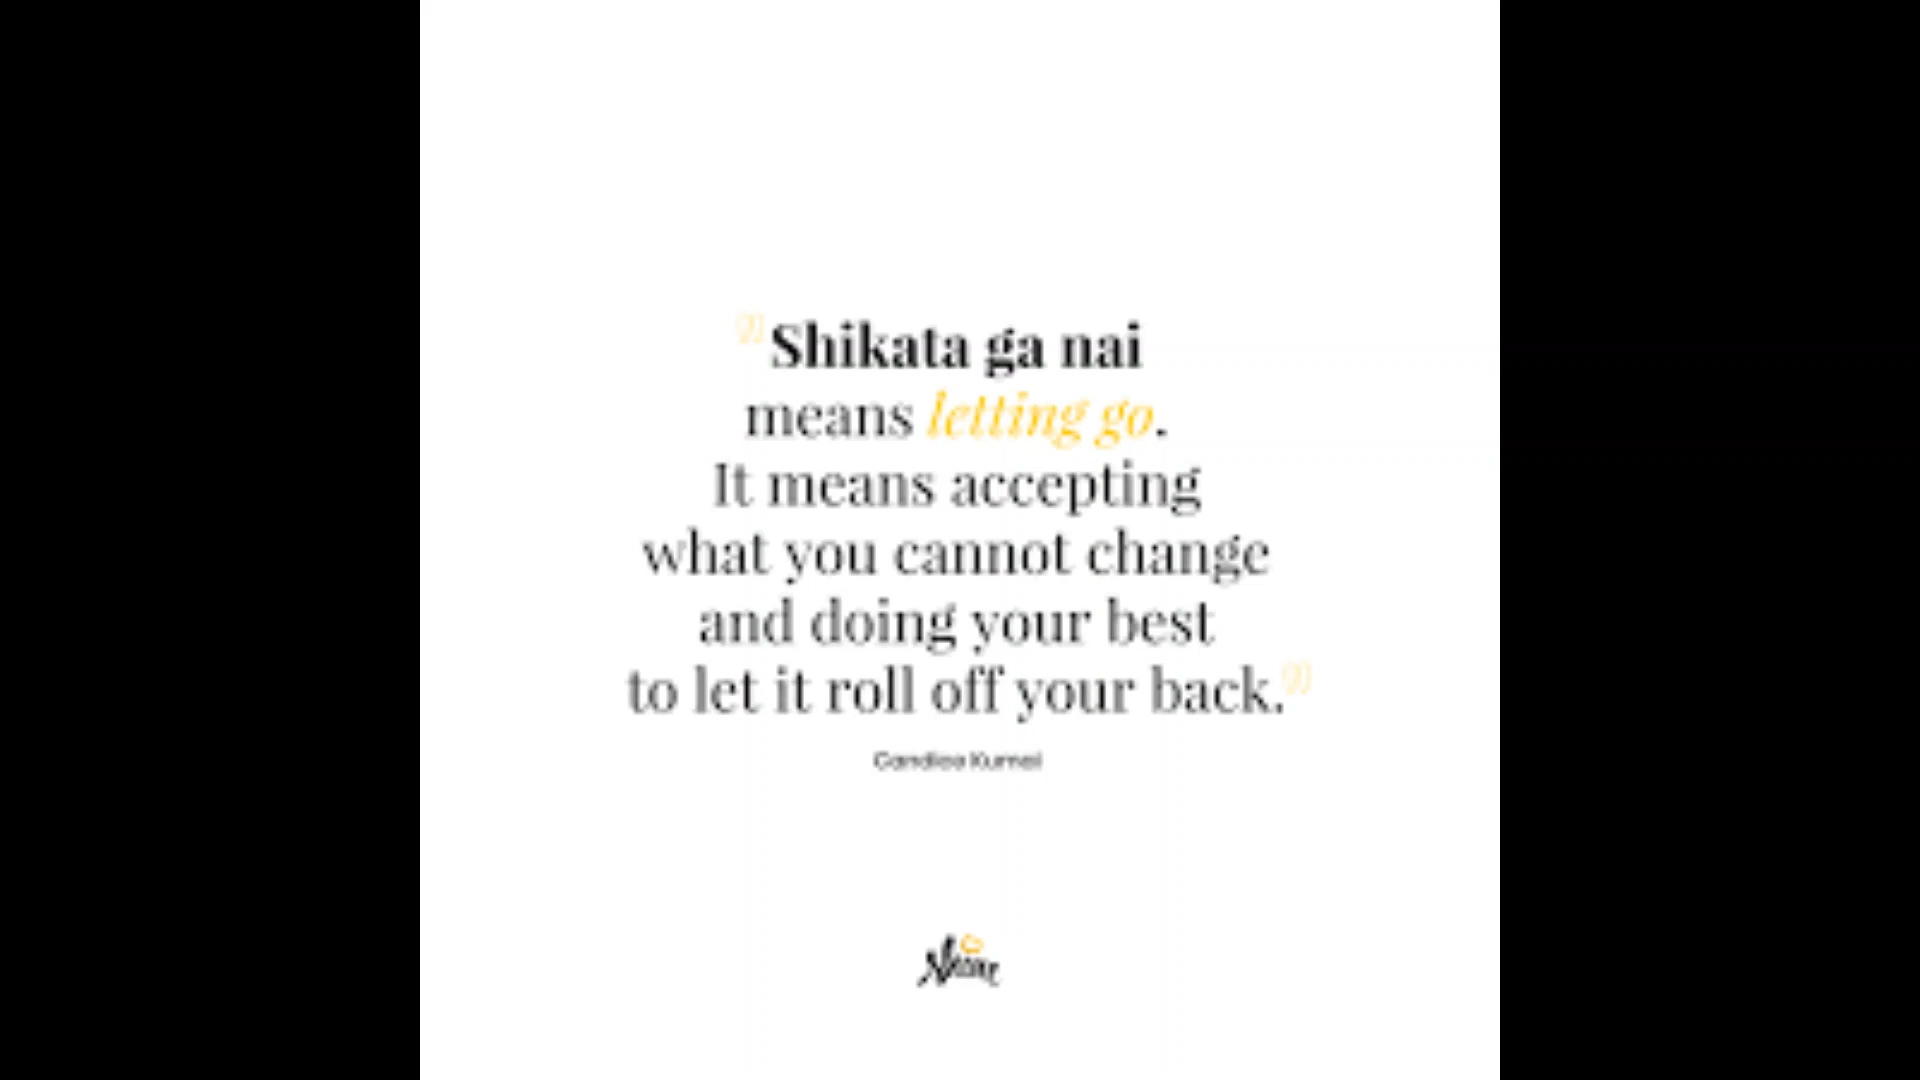 Shikata ga nai
means letting go.
It means accepting
what you cannot change
and doing your best
to let it roll off your back.
Candice Kumai